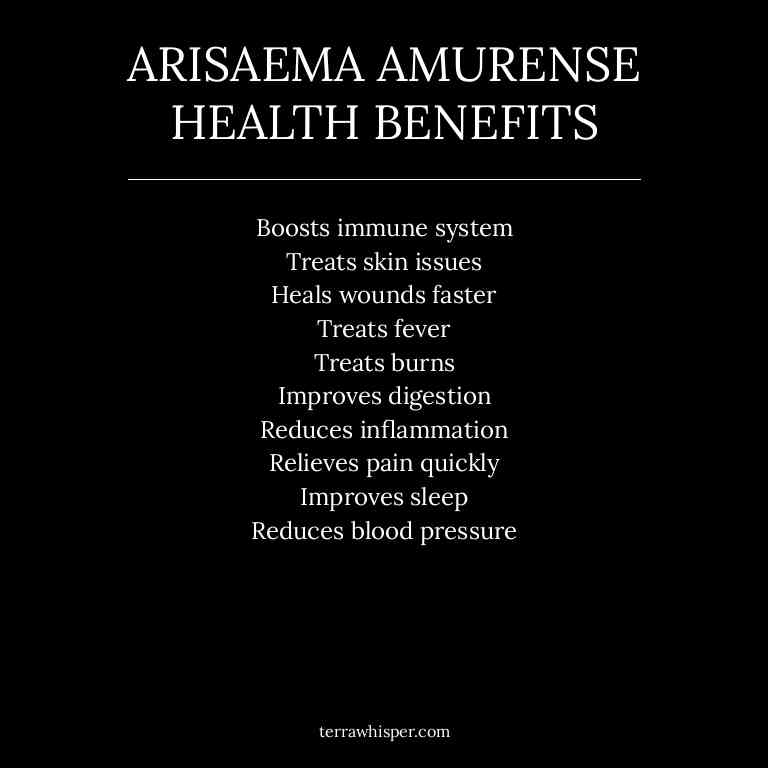 ARISAEMA AMURENSE
HEALTH BENEFITS
Boosts immune system
Treats skin issues
Heals wounds faster
Treats fever
Treats burns
Improves digestion
Reduces inflammation
Relieves pain quickly
Improves sleep
Reduces blood pressure
terrawhisper.com